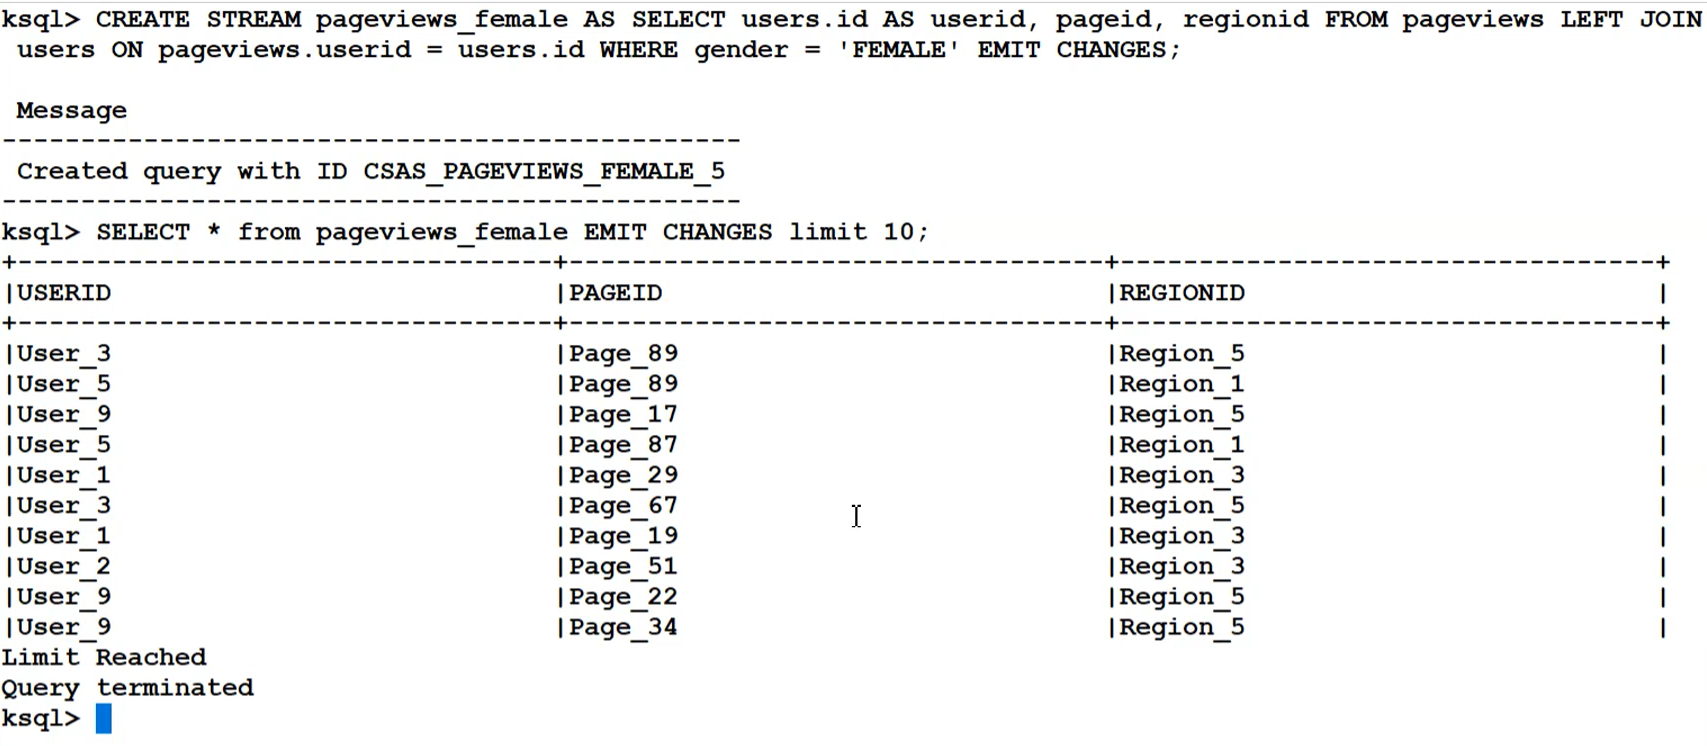 ksql> CREATE STREAM pageviews_female AS SELECT users.id AS userid, pageid, regionid FROM pageviews LEFT JOIN
 users ON pageviews.userid = users.id WHERE gender = 'FEMALE' EMIT CHANGES;
 Message
-----------------------------------------------
 Created query with ID CSAS_PAGEVIEWS_FEMALE_5
-----------------------------------------------
ksql> SELECT * from pageviews_female EMIT CHANGES limit 10;
+----------------------------------+----------------------------------+----------------------------------+
|USERID                            |PAGEID                            |REGIONID                          |
+----------------------------------+----------------------------------+----------------------------------+
|User_3                            |Page_89                           |Region_5                          |
|User_5                            |Page_89                           |Region_1                          |
|User_9                            |Page_17                           |Region_5                          |
|User_5                            |Page_87                           |Region_1                          |
|User_1                            |Page_29                           |Region_3                          |
|User_3                            |Page_67                           |Region_5                          |
|User_1                            |Page_19                           |Region_3                          |
|User_2                            |Page_51                           |Region_3                          |
|User_9                            |Page_22                           |Region_5                          |
|User_9                            |Page_34                           |Region_5                          |
Limit Reached
Query terminated
ksql>